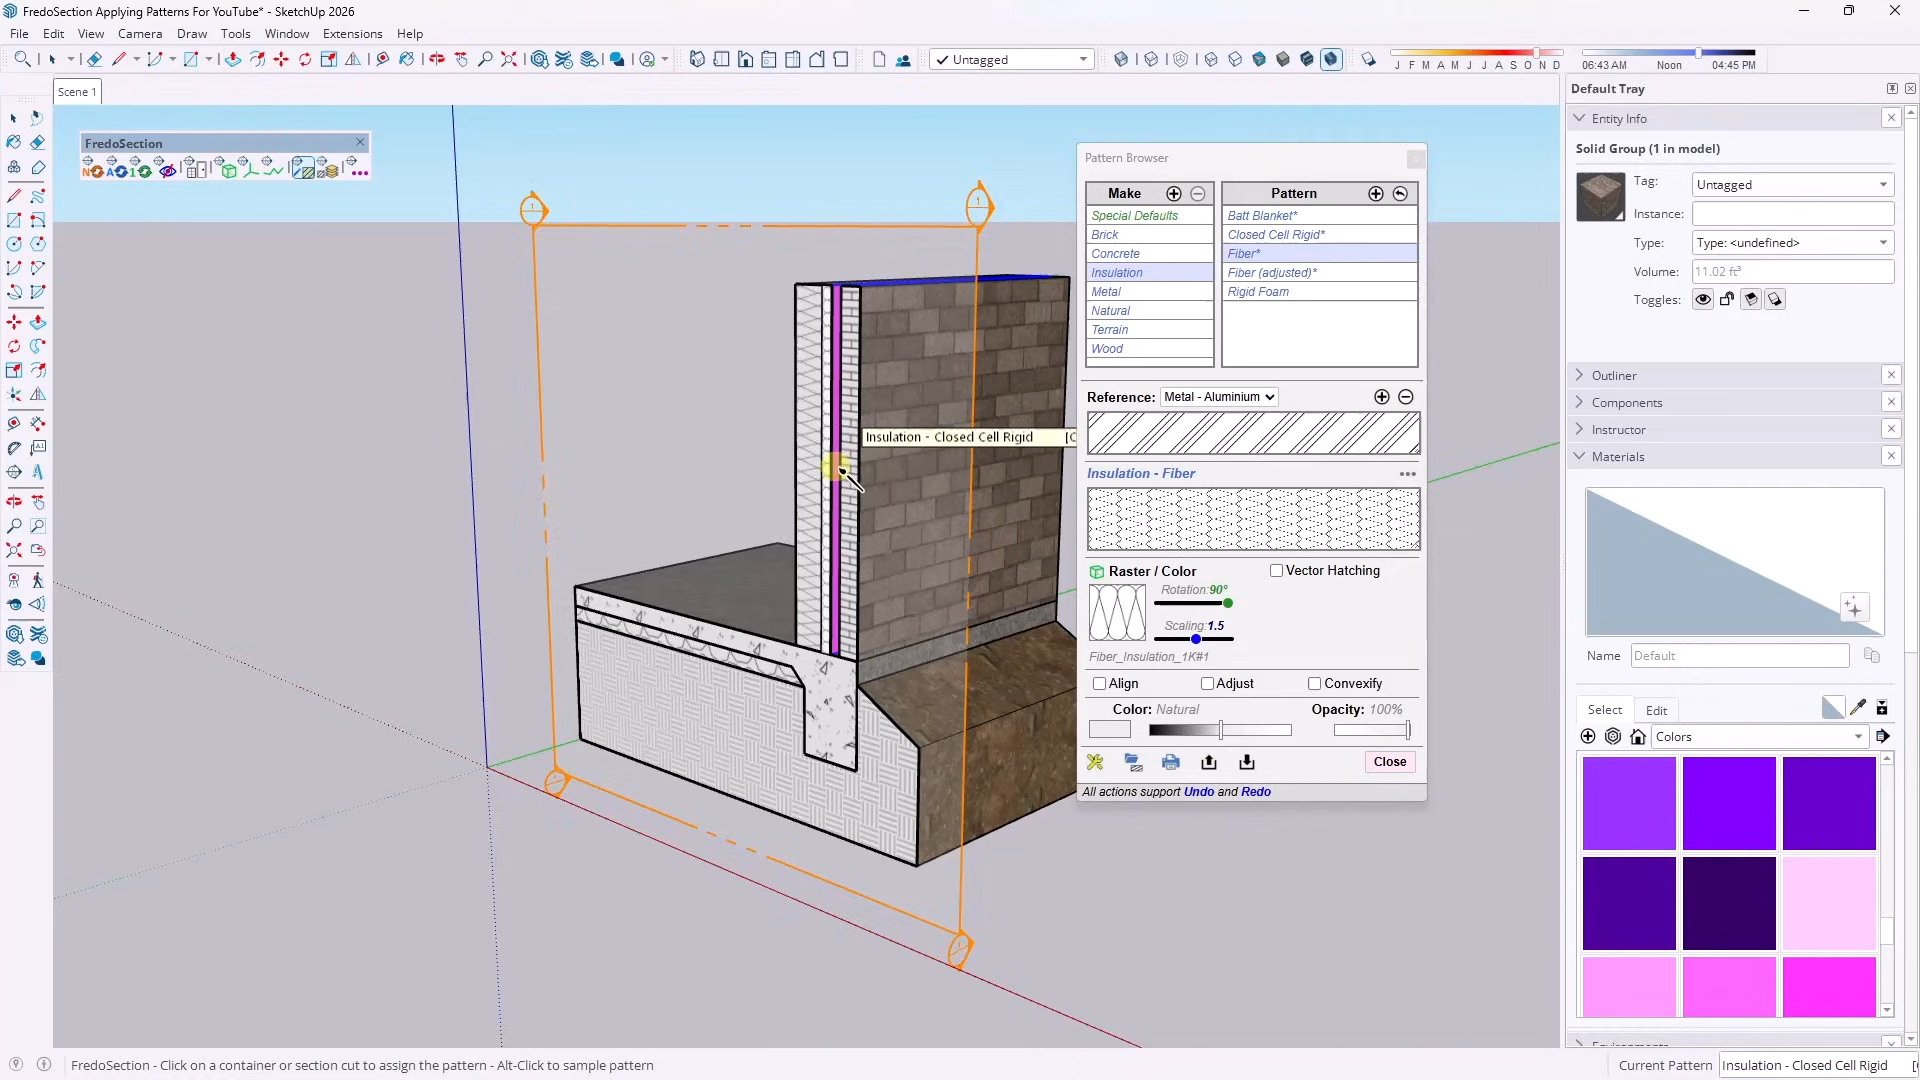 FredoSection Applying Patterns For YouTube* - SketchUp 2026
File Edit View Camera Draw Tools Window Extensions Help
Untagged
J F M A M J J A S O N D
06:43 AM Noon 04:45 PM
Scene 1
FredoSection
Pattern Browser
Make
Pattern
Special Defaults
Brick
Concrete
Insulation
Metal
Natural
Terrain
Wood
Batt Blanket*
Closed Cell Rigid*
Fiber*
Fiber (adjusted)*
Rigid Foam
Reference: Metal - Aluminium
Insulation - Closed Cell Rigid [C
Insulation - Fiber
Raster / Color
Vector Hatching
Rotation:90°
Scaling:1.5
Fiber_Insulation_1K#1
Align Adjust Convexify
Color: Natural
Opacity: 100%
Close
All actions support Undo and Redo
Default Tray
Entity Info
Solid Group (1 in model)
Tag: Untagged
Instance:
Type: Type: <undefined>
Volume: 11.02 ft³
Toggles:
Outliner
Components
Instructor
Materials
Name Default
Select Edit
Colors
FredoSection - Click on a container or section cut to assign the pattern - Alt-Click to sample pattern
Current Pattern Insulation - Closed Cell Rigid